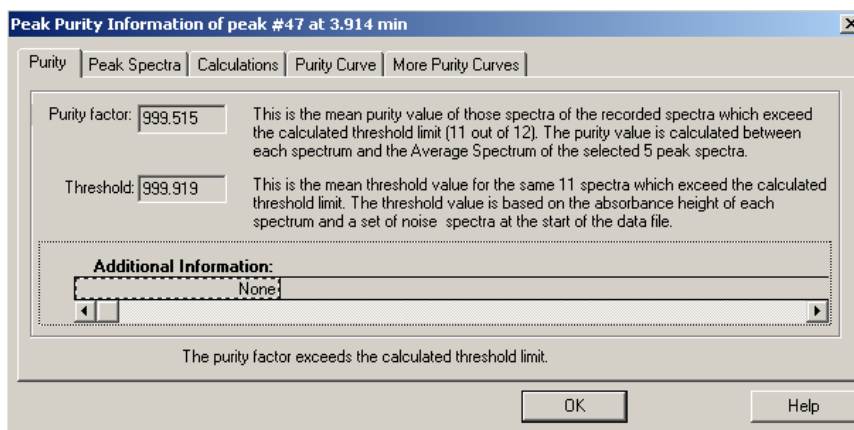 Peak Purity Information of peak #47 at 3.914 min
Purity Peak Spectra Calculations Purity Curve More Purity Curves
Purity factor: 999.515 This is the mean purity value of those spectra of the recorded spectra which exceed
the calculated threshold limit (11 out of 12). The purity value is calculated between
each spectrum and the Average Spectrum of the selected 5 peak spectra.
Threshold: 999.919 This is the mean threshold value for the same 11 spectra which exceed the calculated
threshold limit. The threshold value is based on the absorbance height of each
spectrum and a set of noise spectra at the start of the data file.
Additional Information:
None
The purity factor exceeds the calculated threshold limit.
OK Help